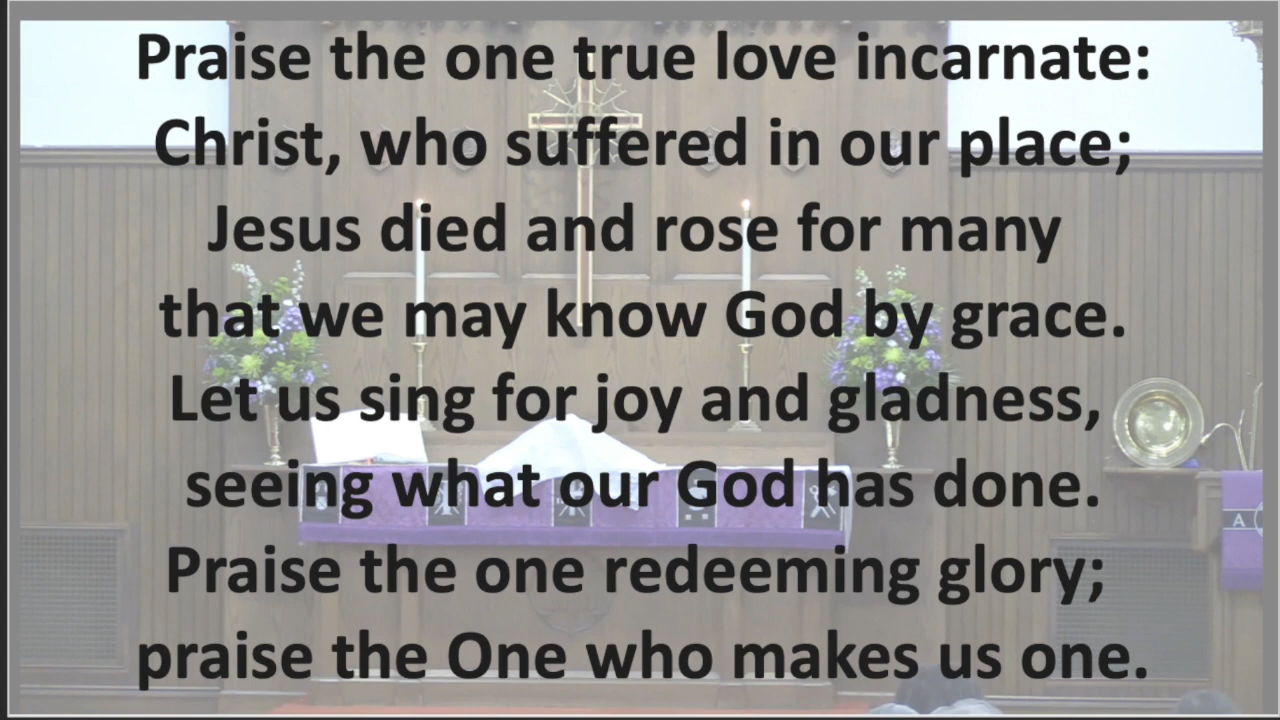 Praise the one true love incarnate:
Christ, who suffered in our place;
Jesus died and rose for many
that we may know God by grace.
Let us sing for joy and gladness,
seeing what our God has done.
Praise the one redeeming glory;
praise the One who makes us one.
A